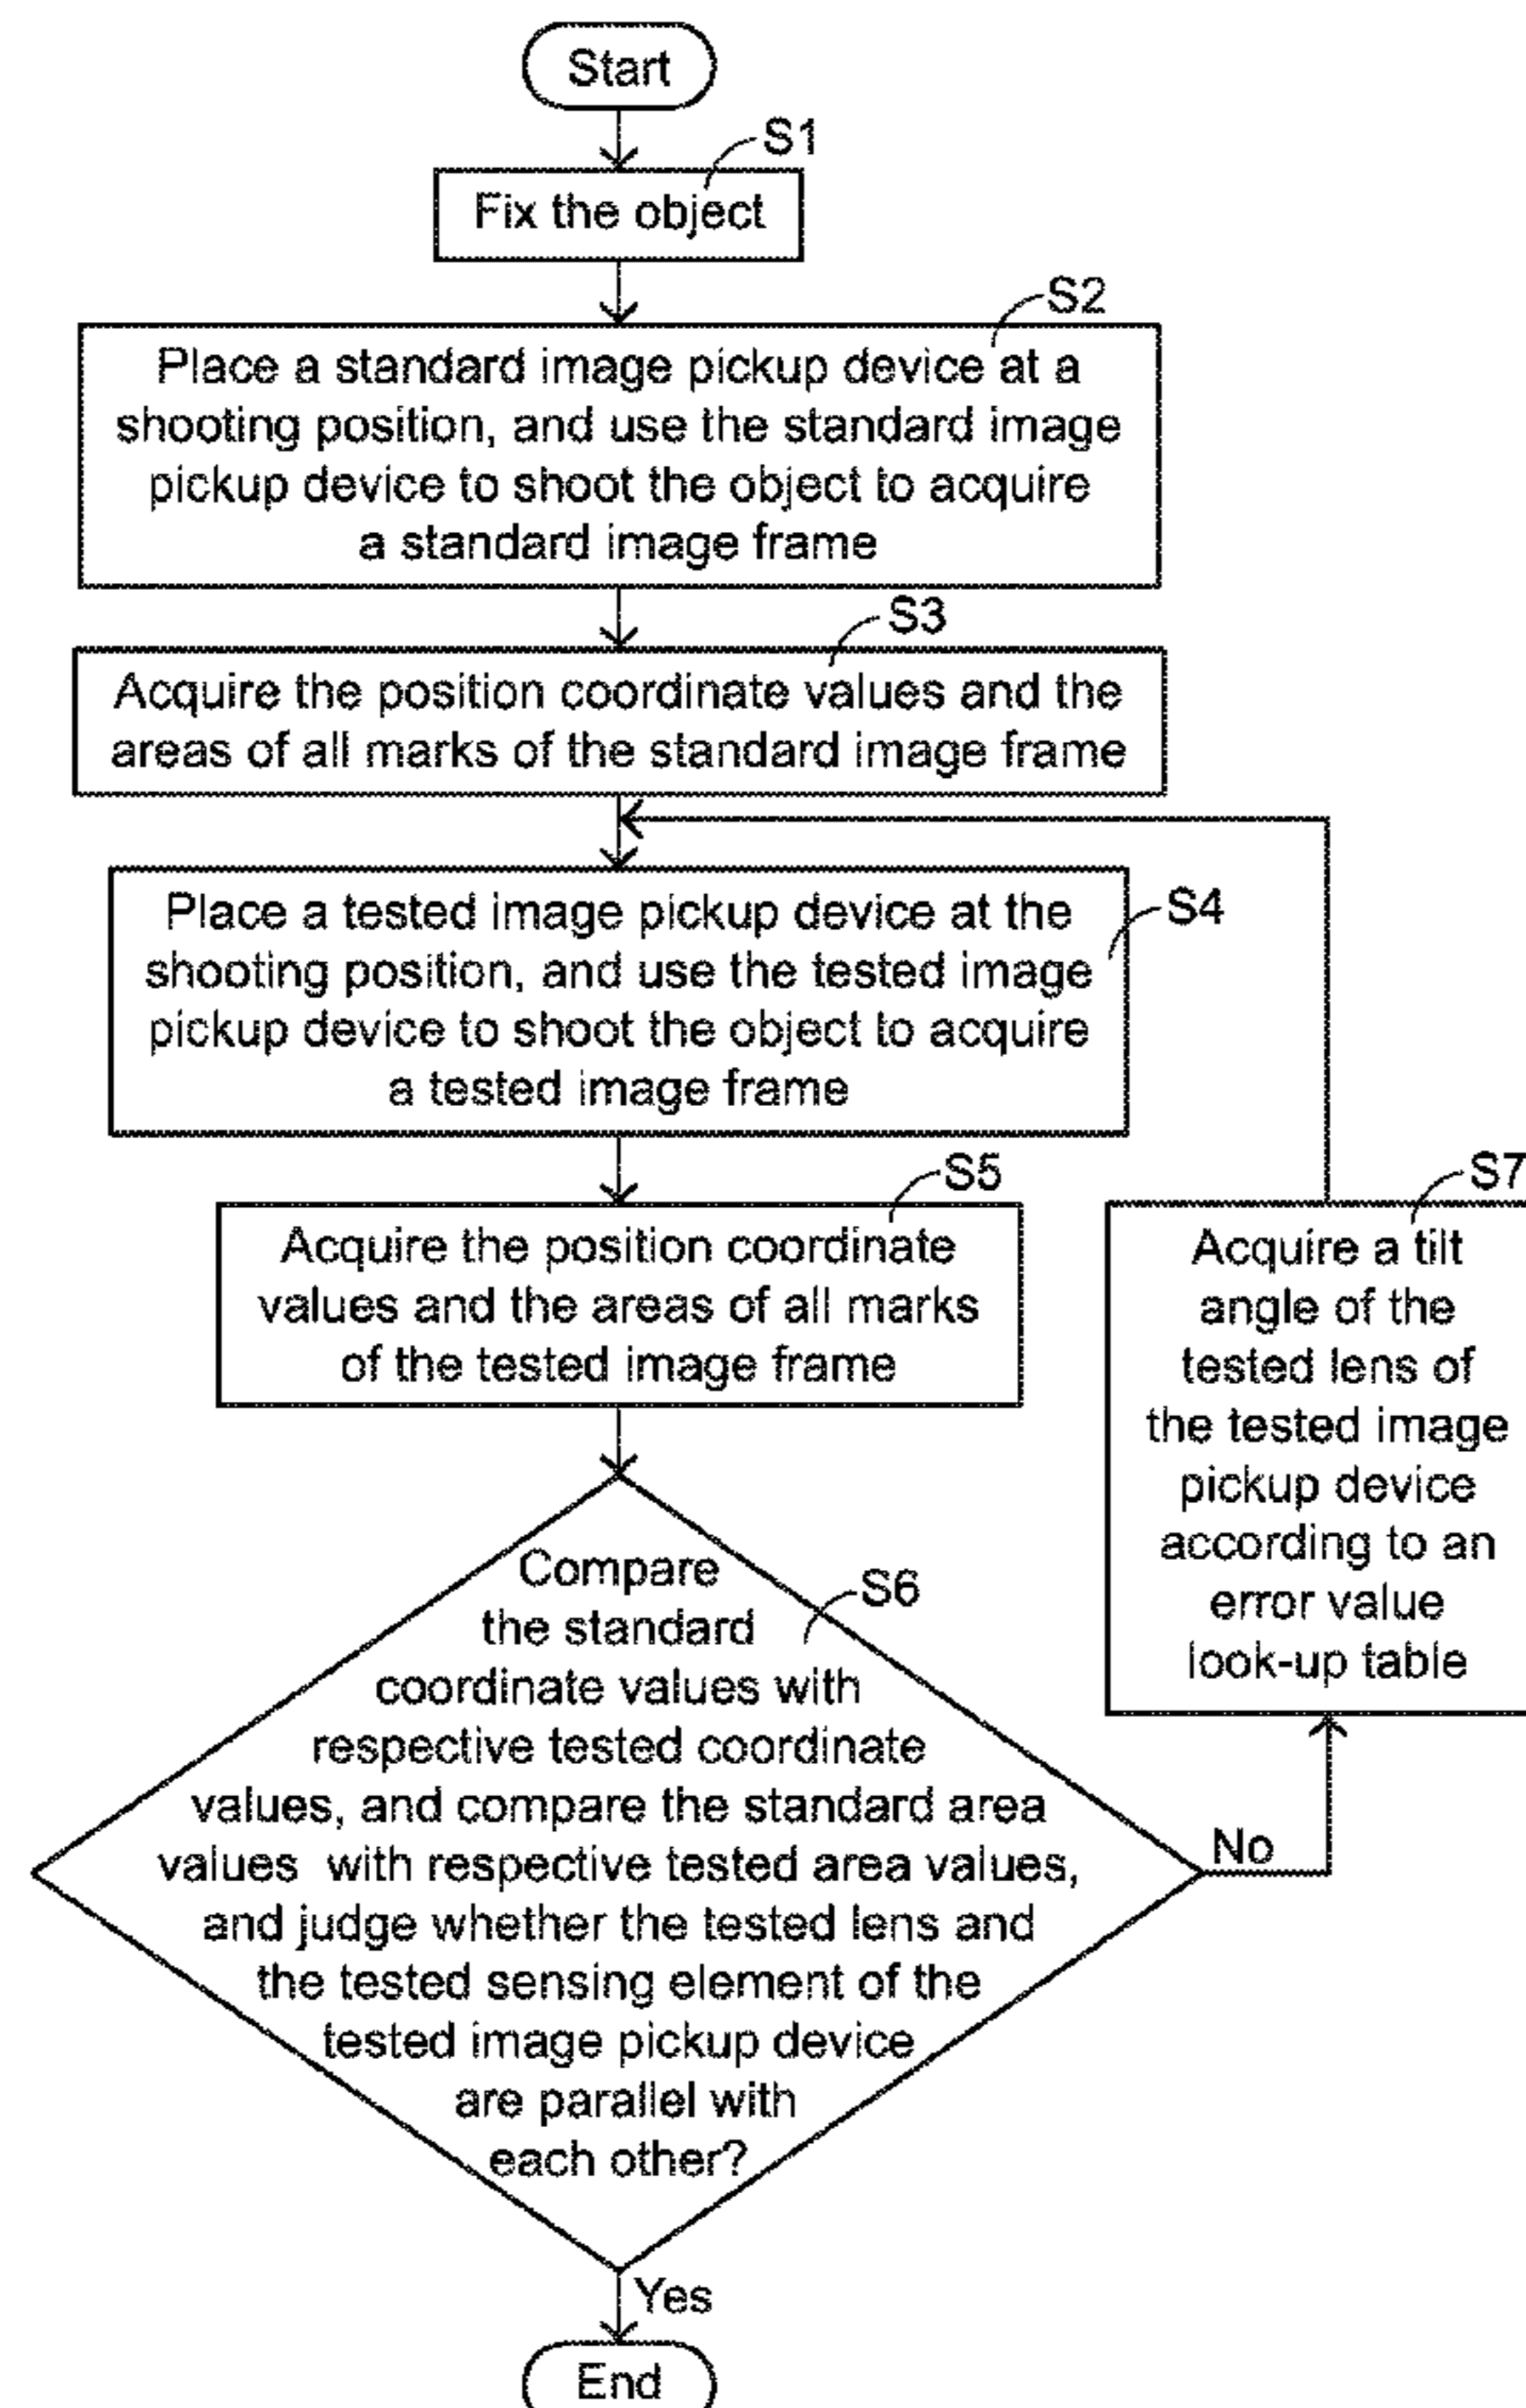 Start
S1
Fix the object
S2
Place a standard image pickup device at a
shooting position, and use the standard image
pickup device to shoot the object to acquire
a standard image frame
S3
Acquire the position coordinate values and the
areas of all marks of the standard image frame
Place a tested image pickup device at the
shooting position, and use the tested image
pickup device to shoot the object to acquire
a tested image frame
S4
S5
Acquire the position coordinate
values and the areas of all marks
of the tested image frame
S7
Acquire a tilt
angle of the
tested lens of
the tested image
pickup device
according to an
error value
look-up table
S6
Compare
the standard
coordinate values with
respective tested coordinate
values, and compare the standard area
values with respective tested area values,
and judge whether the tested lens and
the tested sensing element of the
tested image pickup device
are parallel with
each other?
No
Yes
End